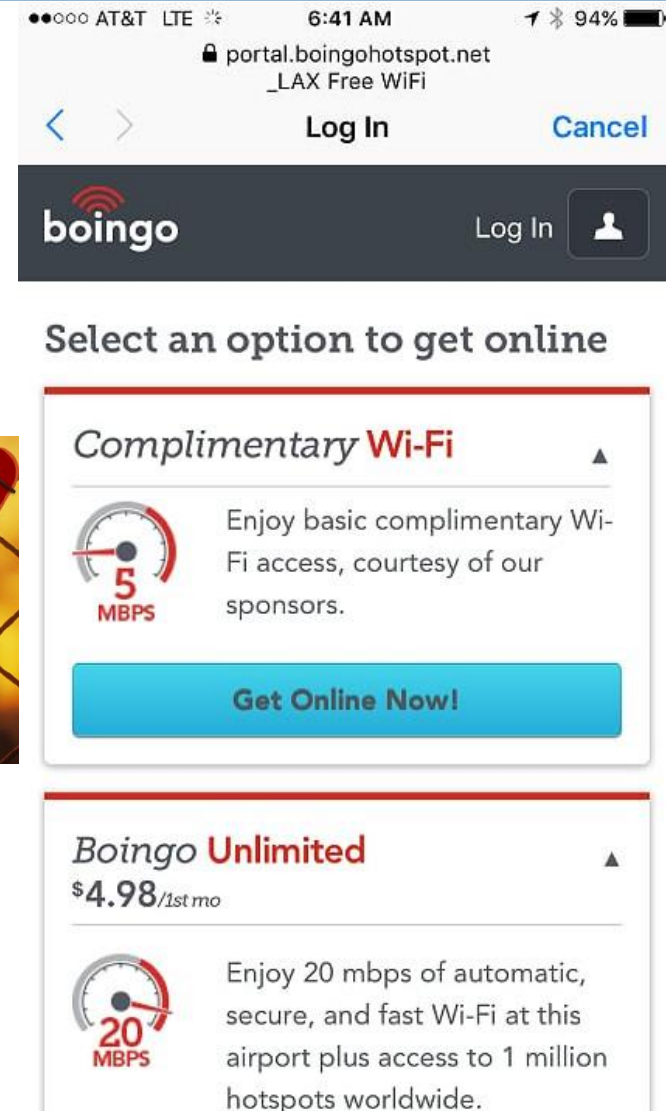 ●●○○○ AT&T LTE 6:41 AM 94%
portal.boingohotspot.net
_LAX Free WiFi
Log In Cancel
boingo Log In
Select an option to get online
Complimentary Wi-Fi
Enjoy basic complimentary Wi-
Fi access, courtesy of our
sponsors.
5
MBPS
Get Online Now!
Boingo Unlimited
$4.98/1st mo
Enjoy 20 mbps of automatic,
secure, and fast Wi-Fi at this
airport plus access to 1 million
hotspots worldwide.
20
MBPS